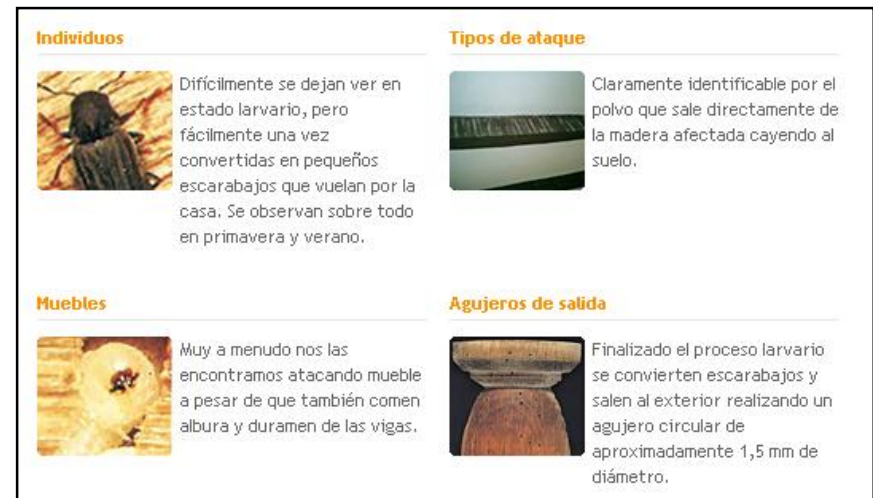 Individuos
Difícilmente se dejan ver en
estado larvario, pero
fácilmente una vez
convertidas en pequeños
escarabajos que vuelan por la
casa. Se observan sobre todo
en primavera y verano.
Tipos de ataque
Claramente identificable por el
polvo que sale directamente de
la madera afectada cayendo al
suelo.
Muebles
Muy a menudo nos las
encontramos atacando mueble
a pesar de que también comen
albura y duramen de las vigas.
Agujeros de salida
Finalizado el proceso larvario
se convierten escarabajos y
salen al exterior realizando un
agujero circular de
aproximadamente 1,5 mm de
diámetro.